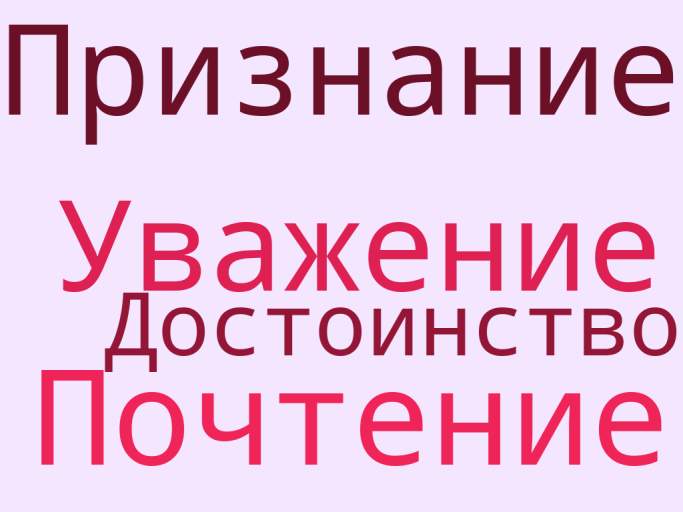 Признание
Уважение
Достоинство
Почтение